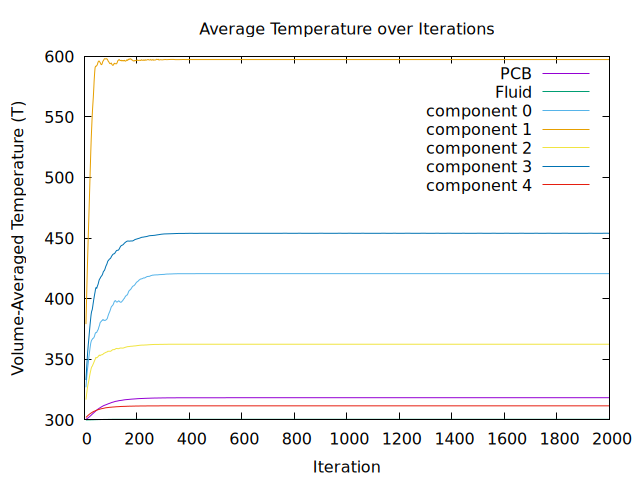 Average Temperature over Iterations
Volume-Averaged Temperature (T)
600
550
500
450
400
350
300
PCB
Fluid
component 0
component 1
component 2
component 3
component 4
0 200 400 600 800 1000 1200 1400 1600 1800 2000
Iteration